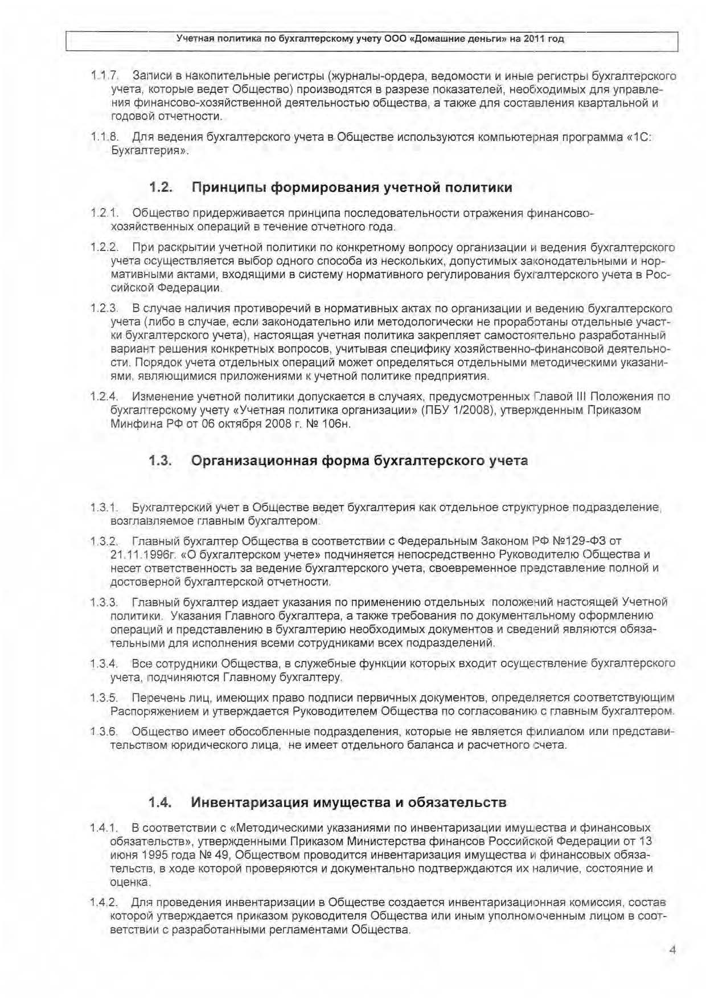 Учетная политика по бухгалтерскому учету ООО «Домашние деньги» на 2011 год
1.1.7. Записи в накопительные регистры (журналы-ордера, ведомости и иные регистры бухгалтерского
учета, которые ведет Общество) производятся в разрезе показателей, необходимых для управле-
ния финансово-хозяйственной деятельностью общества, а также для составления квартальной и
годовой отчетности.
1.1.8. Для ведения бухгалтерского учета в Обществе используются компьютерная программа «1С:
Бухгалтерия».
1.2. Принципы формирования учетной политики
1.2.1. Общество придерживается принципа последовательности отражения финансово-
хозяйственных операций в течение отчетного года.
1.2.2. При раскрытии учетной политики по конкретному вопросу организации и ведения бухгалтерского
учета осуществляется выбор одного способа из нескольких, допустимых законодательными и нор-
мативными актами, входящими в систему нормативного регулирования бухгалтерского учета в Рос-
сийской Федерации.
1.2.3. В случае наличия противоречий в нормативных актах по организации и ведению бухгалтерского
учета (либо в случае, если законодательно или методологически не проработаны отдельные участ-
ки бухгалтерского учета), настоящая учетная политика закрепляет самостоятельно разработанный
вариант решения конкретных вопросов, учитывая специфику хозяйственно-финансовой деятельно-
сти. Порядок учета отдельных операций может определяться отдельными методическими указани-
ями, являющимися приложениями к учетной политике предприятия.
1.2.4. Изменение учетной политики допускается в случаях, предусмотренных Главой III Положения по
бухгалтерскому учету «Учетная политика организации» (ПБУ 1/2008), утвержденным Приказом
Минфина РФ от 06 октября 2008 г. № 106н.
1.3. Организационная форма бухгалтерского учета
1.3.1. Бухгалтерский учет в Обществе ведет бухгалтерия как отдельное структурное подразделение,
возглавляемое главным бухгалтером.
1.3.2. Главный бухгалтер Общества в соответствии с Федеральным Законом РФ №129-ФЗ от
21.11.1996г. «О бухгалтерском учете» подчиняется непосредственно Руководителю Общества и
несет ответственность за ведение бухгалтерского учета, своевременное представление полной и
достоверной бухгалтерской отчетности.
1.3.3. Главный бухгалтер издает указания по применению отдельных положений настоящей Учетной
политики. Указания Главного бухгалтера, а также требования по документальному оформлению
операций и представлению в бухгалтерию необходимых документов и сведений являются обяза-
тельными для исполнения всеми сотрудниками всех подразделений.
1.3.4. Все сотрудники Общества, в служебные функции которых входит осуществление бухгалтерского
учета, подчиняются Главному бухгалтеру.
1.3.5. Перечень лиц, имеющих право подписи первичных документов, определяется соответствующим
Распоряжением и утверждается Руководителем Общества по согласованию с главным бухгалтером.
1.3.6. Общество имеет обособленные подразделения, которые не является филиалом или представи-
тельством юридического лица, не имеет отдельного баланса и расчетного счета.
1.4. Инвентаризация имущества и обязательств
1.4.1. В соответствии с «Методическими указаниями по инвентаризации имущества и финансовых
обязательств», утвержденными Приказом Министерства финансов Российской Федерации от 13
июня 1995 года № 49, Обществом проводится инвентаризация имущества и финансовых обяза-
тельств, в ходе которой проверяются и документально подтверждаются их наличие, состояние и
оценка.
1.4.2. Для проведения инвентаризации в Обществе создается инвентаризационная комиссия, состав
которой утверждается приказом руководителя Общества или иным уполномоченным лицом в соот-
ветствии с разработанными регламентами Общества.
4